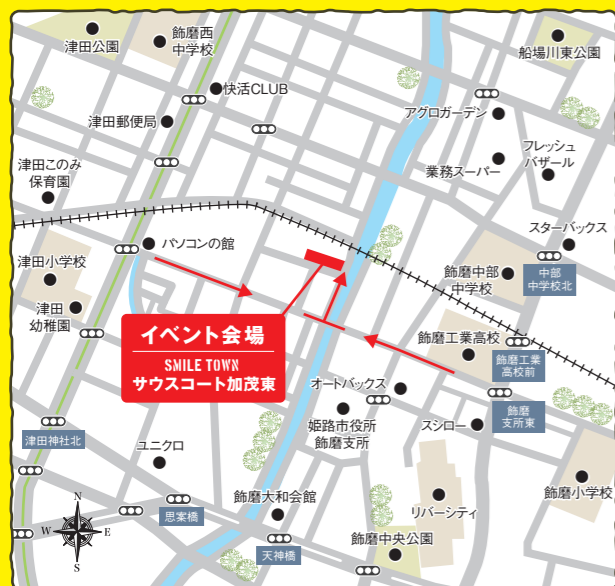 津田公園
飾磨西
中学校
船場川東公園
快活CLUB
アグロガーデン
津田郵便局
フレッシュ
バザール
業務スーパー
津田このみ
保育園
スターバックス
パソコンの館
津田小学校
飾磨中部
中学校
中部
中学校北
津田
幼稚園
イベント会場
SMILE TOWN
サウスコート加茂東
飾磨工業高校
飾磨工業
高校前
オートバックス
飾磨
支所東
姫路市役所
飾磨支所
スシロー
津田神社北
ユニクロ
飾磨小学校
リバーシティ
思案橋
飾磨大和会館
天神橋
飾磨中央公園
N
W
E
S